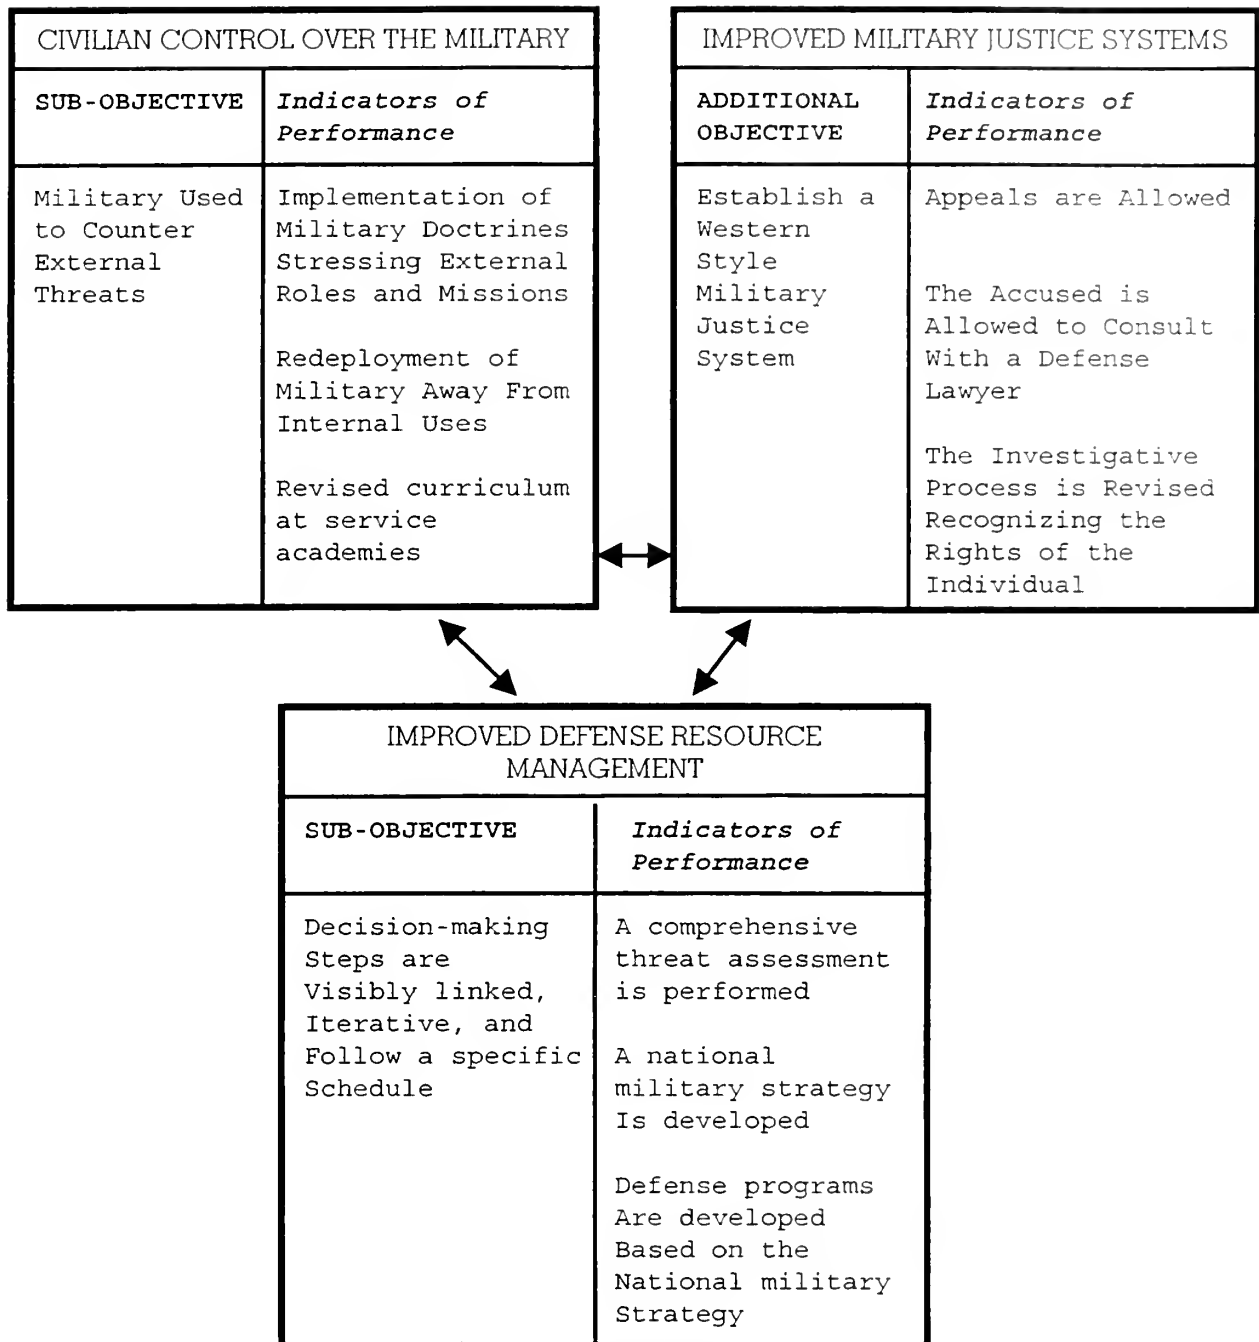 CIVILIAN CONTROL OVER THE MILITARY
SUB-OBJECTIVE
Indicators of
Performance
Military Used
to Counter
External
Threats
Implementation of
Military Doctrines
Stressing External
Roles and Missions
Redeployment of
Military Away From
Internal Uses
Revised curriculum
at service
academies
IMPROVED MILITARY JUSTICE SYSTEMS
ADDITIONAL
OBJECTIVE
Indicators of
Performance
Establish a
Western
Style
Military
Justice
System
Appeals are Allowed
The Accused is
Allowed to Consult
With a Defense
Lawyer
The Investigative
Process is Revised
Recognizing the
Rights of the
Individual
IMPROVED DEFENSE RESOURCE
MANAGEMENT
SUB-OBJECTIVE
Indicators of
Performance
Decision-making
Steps are
Visibly linked,
Iterative, and
Follow a specific
Schedule
A comprehensive
threat assessment
is performed
A national
military strategy
Is developed
Defense programs
Are developed
Based on the
National military
Strategy